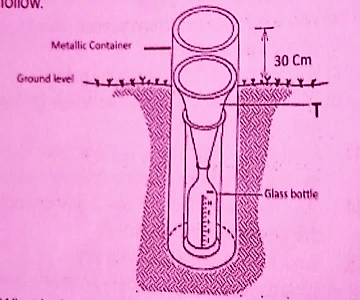 follow.
Metallic Container
30 Cm
Ground level
T
Glass bottle